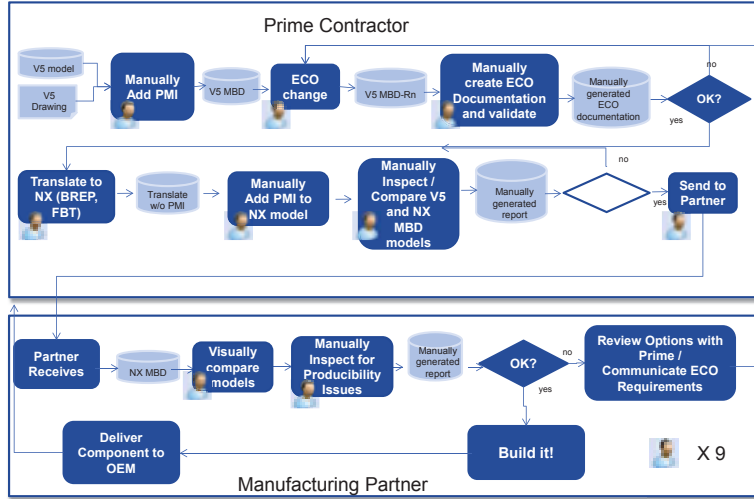 Prime Contractor
V5 model
V5
Drawing
Manually
Add PMI
V5 MBD
ECO
change
V5 MBD-Rn
Manually
create ECO
Documentation
and validate
Manually
generated
ECO
documentation
no
OK?
yes
Translate to
NX (BREP,
FBT)
Translate
w/o PMI
Manually
Add PMI to
NX model
Manually
Inspect /
Compare V5
and NX
MBD
models
Manually
generated
report
no
yes
Send to
Partner
Partner
Receives
NX MBD
Visually
compare
models
Manually
Inspect for
Producibility
Issues
Manually
generated
report
OK?
no
yes
Review Options with
Prime /
Communicate ECO
Requirements
Deliver
Component to
OEM
Build it!
X 9
Manufacturing Partner